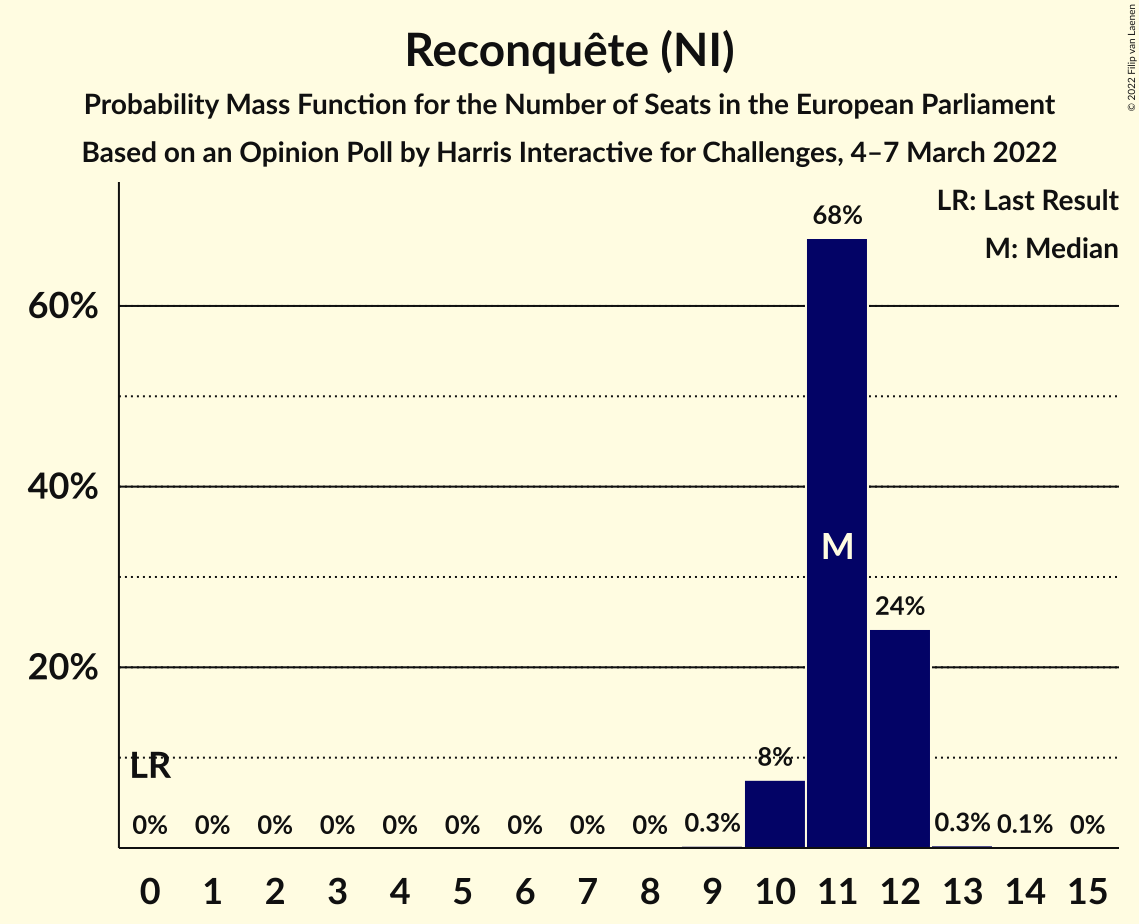 Reconquête (NI)
Probability Mass Function for the Number of Seats in the European Parliament
Based on an Opinion Poll by Harris Interactive for Challenges, 4–7 March 2022
© 2022 Filip van Laenen
LR: Last Result
M: Median
68%
60%
40%
M
24%
20%
LR
8%
0% 0% 0% 0% 0% 0% 0% 0% 0% 0.3% 0.3% 0.1% 0%
0 1 2 3 4 5 6 7 8 9 10 11 12 13 14 15